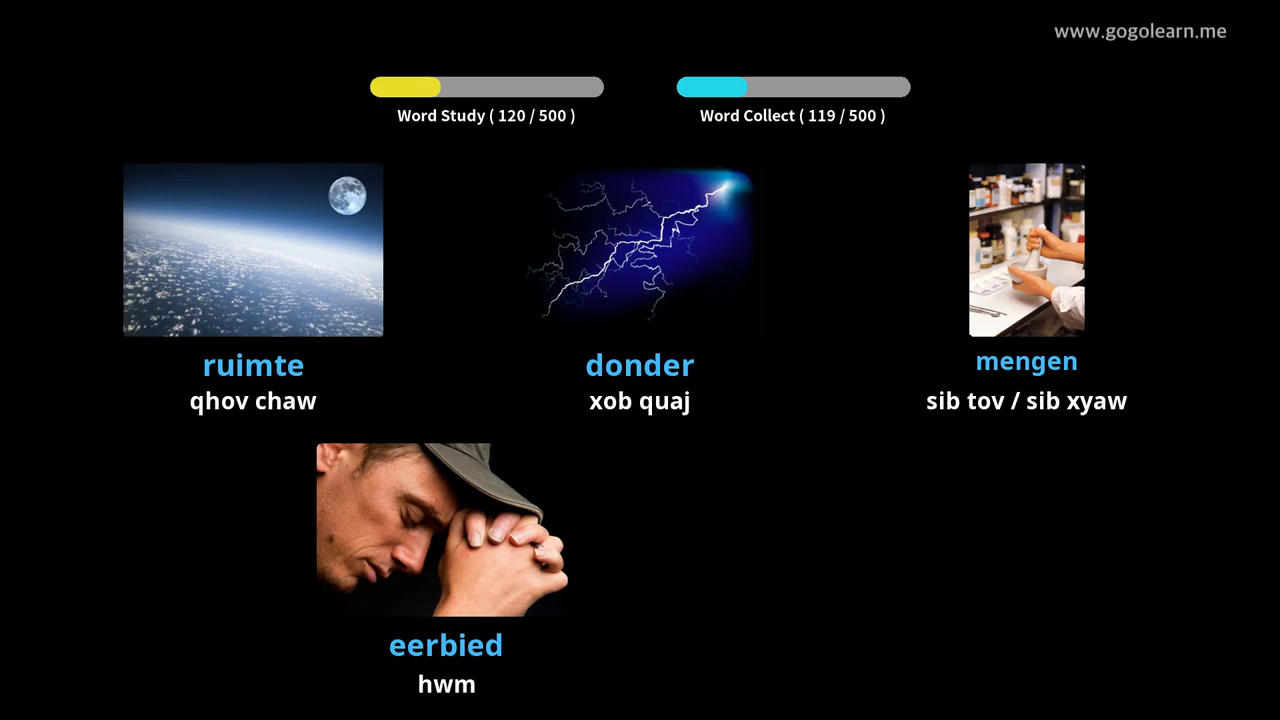 www.gogolearn.me
Word Study ( 120 / 500 )
Word Collect ( 119 / 500 )
ruimte
qhov chaw
donder
xob quaj
mengen
sib tov / sib xyaw
eerbied
hwm